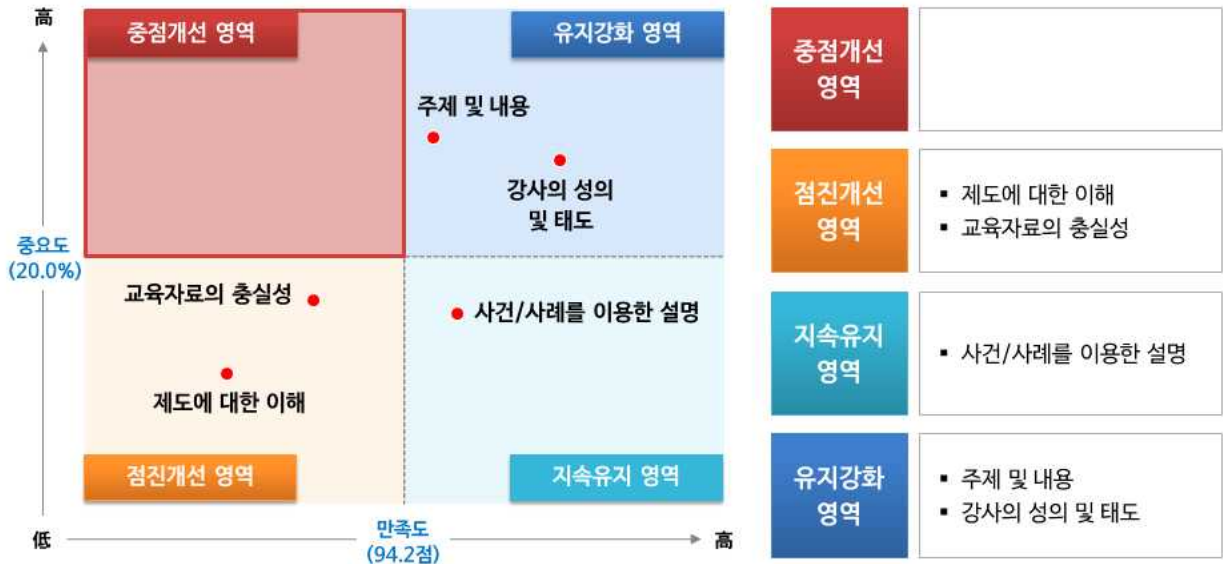 高
중점개선 영역
유지강화 영역
주제 및 내용
강사의 성의
및 태도
중요도
(20.0%)
교육자료의 충실성
사건/사례를 이용한 설명
제도에 대한 이해
점진개선 영역
지속유지 영역
低
만족도
(94.2점)
高
중점개선
영역
점진개선
영역
▪ 제도에 대한 이해
▪ 교육자료의 충실성
지속유지
영역
▪ 사건/사례를 이용한 설명
유지강화
영역
▪ 주제 및 내용
▪ 강사의 성의 및 태도